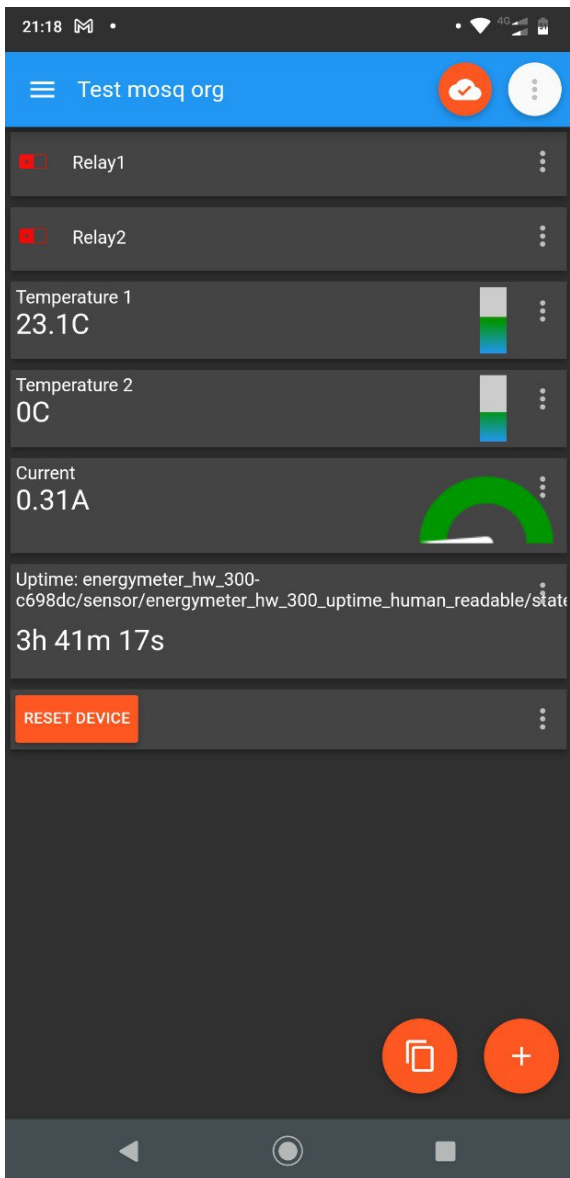 21:18
4G
Test mosq org
Relay1
Relay2
Temperature 1
23.1C
Temperature 2
0C
Current
0.31A
Uptime: energymeter_hw_300-
c698dc/sensor/energymeter_hw_300_uptime_human_readable/state
3h 41m 17s
RESET DEVICE